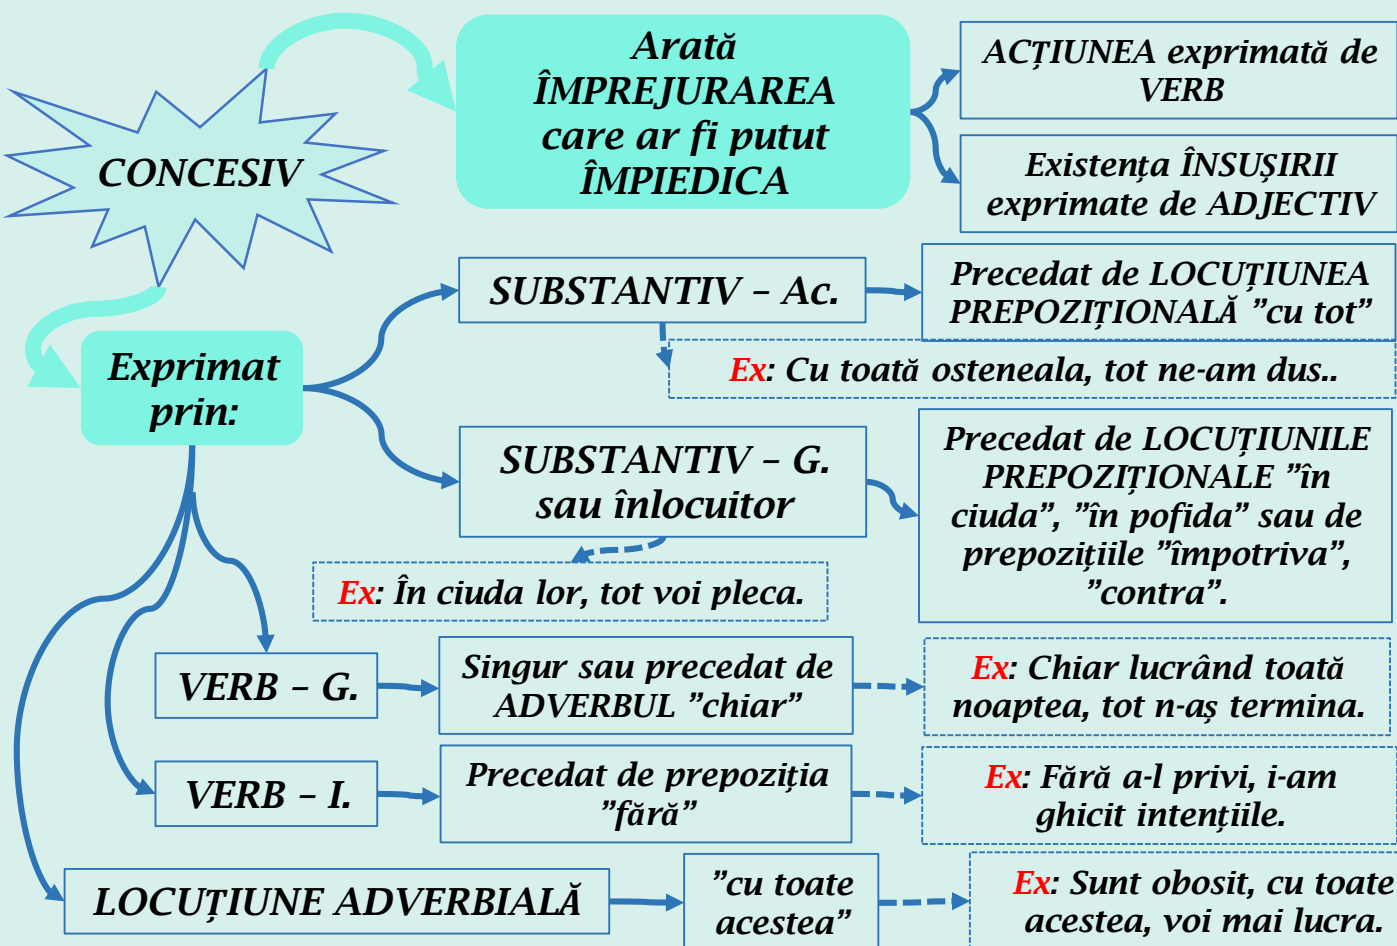 CONCESIV
Arată
ÎMPREJURAREA
care ar fi putut
ÎMPIEDICA
ACȚIUNEA exprimată de
VERB
Existența ÎNSUȘIRII
exprimate de ADJECTIV
Exprimat
prin:
SUBSTANTIV – Ac.
Precedat de LOCUȚIUNEA
PREPOZIȚIONALĂ ”cu tot”
Ex: Cu toată osteneala, tot ne-am dus..
SUBSTANTIV – G.
sau înlocuitor
Precedat de LOCUȚIUNILE
PREPOZIȚIONALE ”în
ciuda”, ”în pofida” sau de
prepozițiile ”împotriva”,
”contra”.
Ex: În ciuda lor, tot voi pleca.
VERB – G.
Singur sau precedat de
ADVERBUL ”chiar”
Ex: Chiar lucrând toată
noaptea, tot n-aș termina.
VERB – I.
Precedat de prepoziția
”fără”
Ex: Fără a-l privi, i-am
ghicit intențiile.
LOCUȚIUNE ADVERBIALĂ
”cu toate
acestea”
Ex: Sunt obosit, cu toate
acestea, voi mai lucra.